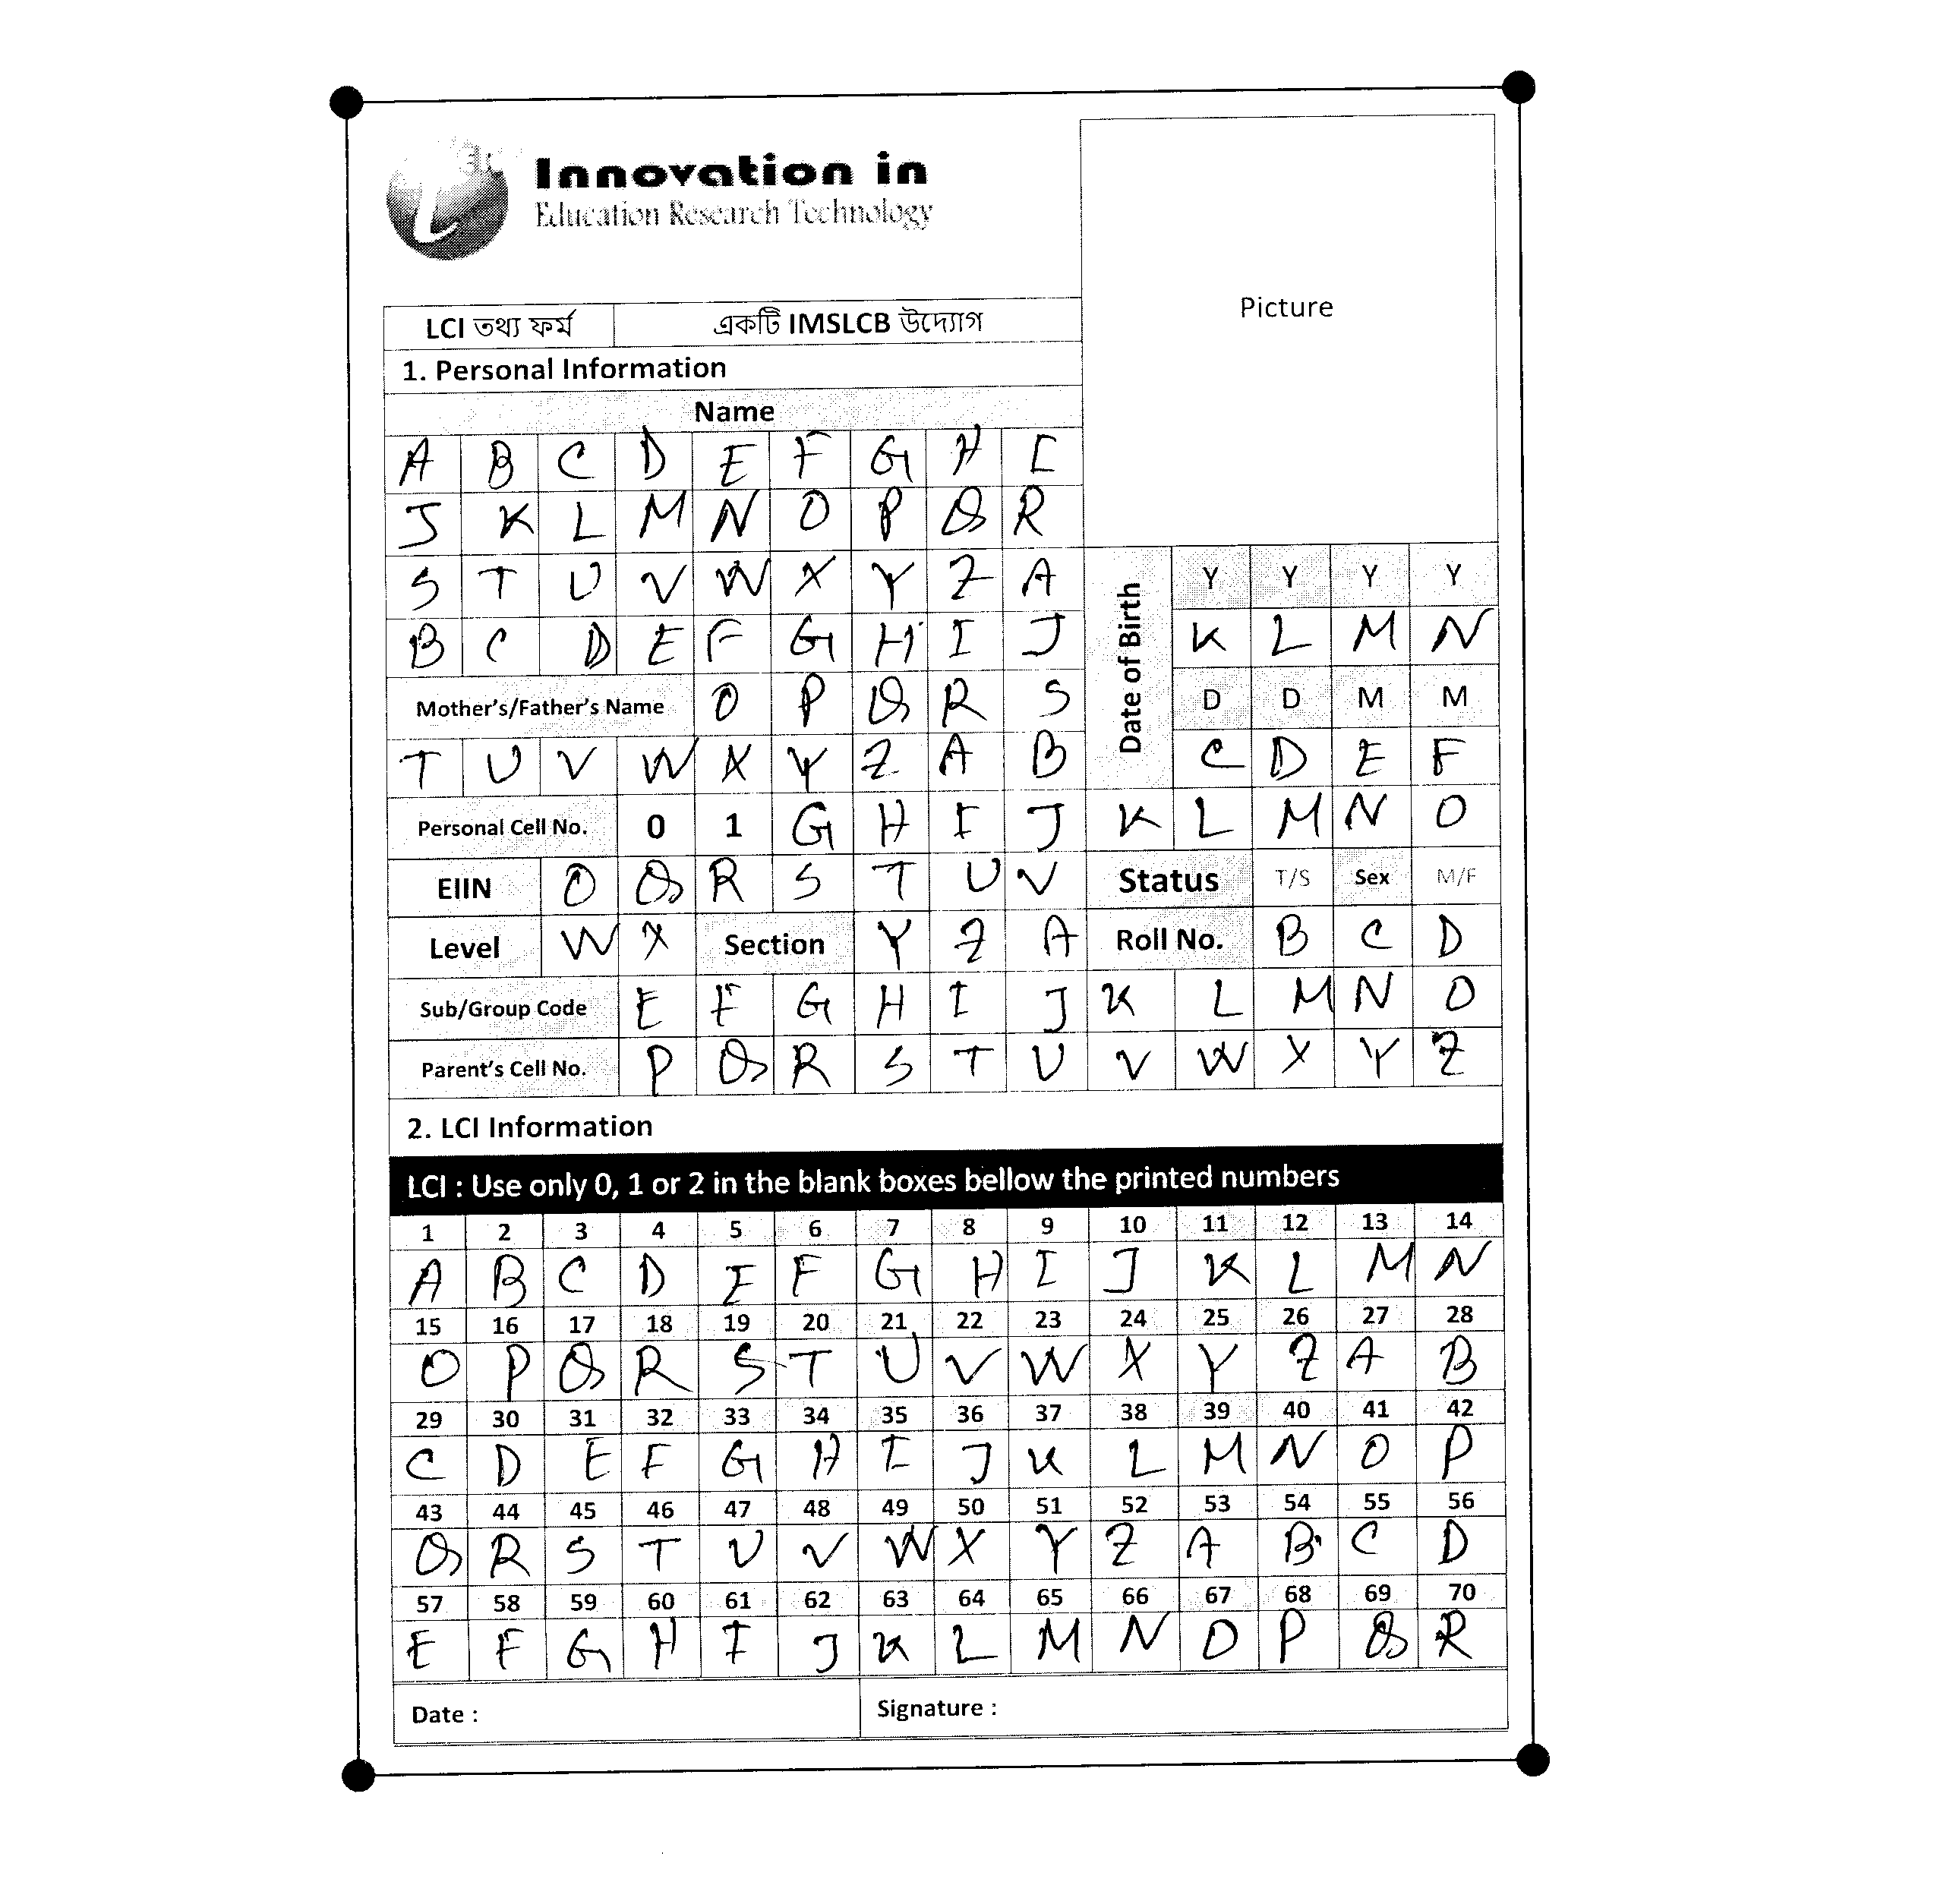 Innovation in
Education Research Technology
Picture
LCI তথ্য ফর্ম একটি IMSLCB উদ্যোগ
1. Personal Information
Name
A B C D E F G H I
J K L M N O P Q R
S T U V W X Y Z A
Date of Birth Y Y Y Y
B C D E F G H I J K L M N
Mother's/Father's Name O P Q R S D D M M
T U V W X Y Z A B C D E F
Personal Cell No. 0 1 G H I J K L M N O
EIIN O Q R S T U V Status T/S Sex M/F
Level W X Section Y Z A Roll No. B C D
Sub/Group Code E F G H I J K L M N O
Parent's Cell No. P Q R S T U V W X Y Z
2. LCI Information
LCI : Use only 0, 1 or 2 in the blank boxes bellow the printed numbers
1 2 3 4 5 6 7 8 9 10 11 12 13 14
A B C D E F G H I J K L M N
15 16 17 18 19 20 21 22 23 24 25 26 27 28
O P Q R S T U V W X Y Z A B
29 30 31 32 33 34 35 36 37 38 39 40 41 42
C D E F G H I J K L M N O P
43 44 45 46 47 48 49 50 51 52 53 54 55 56
Q R S T U V W X Y Z A B C D
57 58 59 60 61 62 63 64 65 66 67 68 69 70
E F G H I J K L M N O P Q R
Date : Signature :